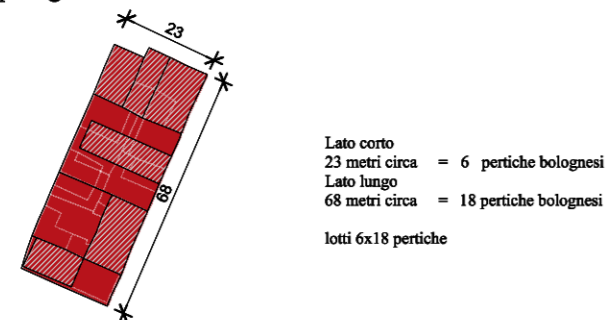 23
68
Lato corto
23 metri circa = 6 pertiche bolognesi
Lato lungo
68 metri circa = 18 pertiche bolognesi
lotti 6x18 pertiche